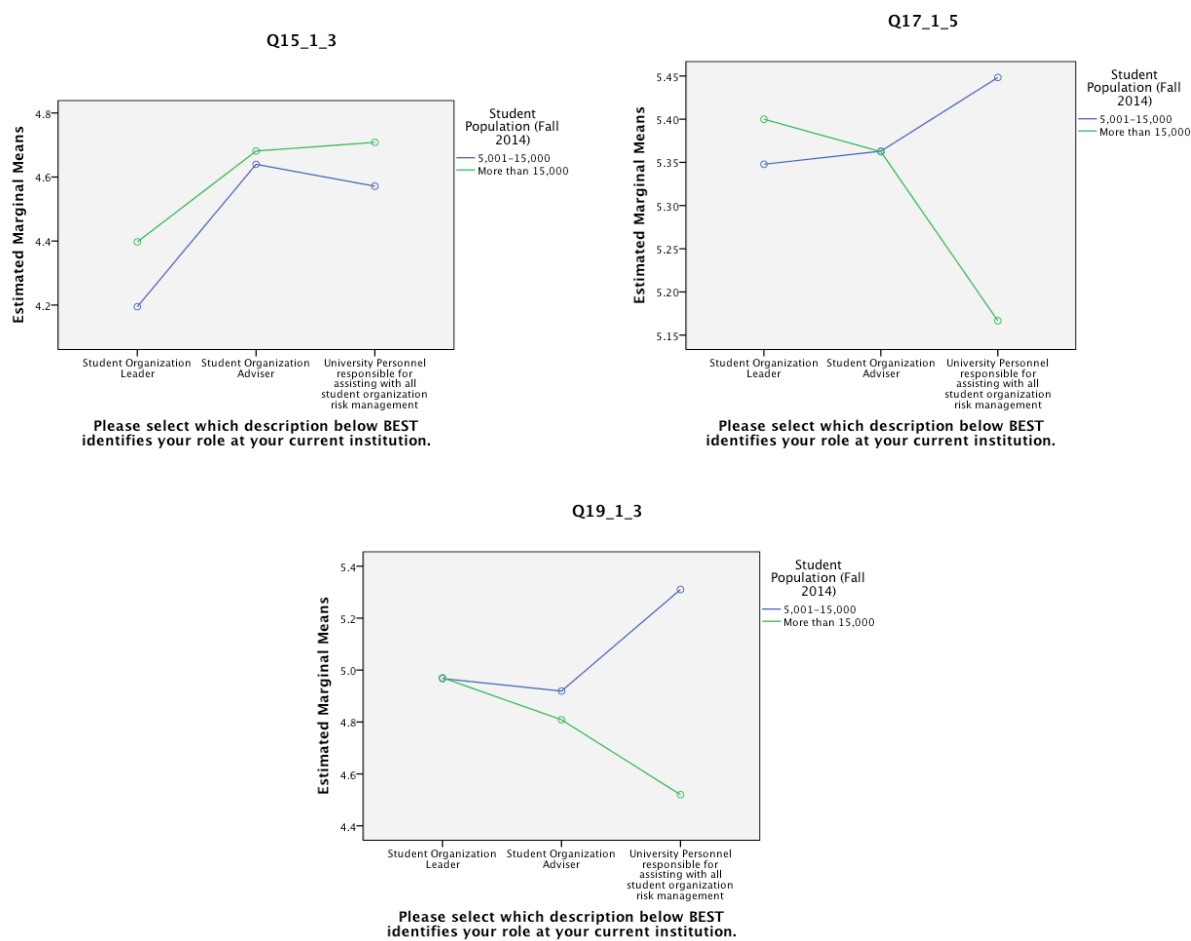 Q15_1_3
Estimated Marginal Means
4.8
4.6
4.4
4.2
Student Organization
Leader
Student Organization
Adviser
University Personnel
responsible for
assisting with all
student organization
risk management
Please select which description below BEST
identifies your role at your current institution.
Student
Population (Fall
2014)
5,001-15,000
More than 15,000
Q17_1_5
Estimated Marginal Means
5.45
5.40
5.35
5.30
5.25
5.20
5.15
Student Organization
Leader
Student Organization
Adviser
University Personnel
responsible for
assisting with all
student organization
risk management
Please select which description below BEST
identifies your role at your current institution.
Student
Population (Fall
2014)
5,001-15,000
More than 15,000
Q19_1_3
Estimated Marginal Means
5.4
5.2
5.0
4.8
4.6
4.4
Student Organization
Leader
Student Organization
Adviser
University Personnel
responsible for
assisting with all
student organization
risk management
Please select which description below BEST
identifies your role at your current institution.
Student
Population (Fall
2014)
5,001-15,000
More than 15,000